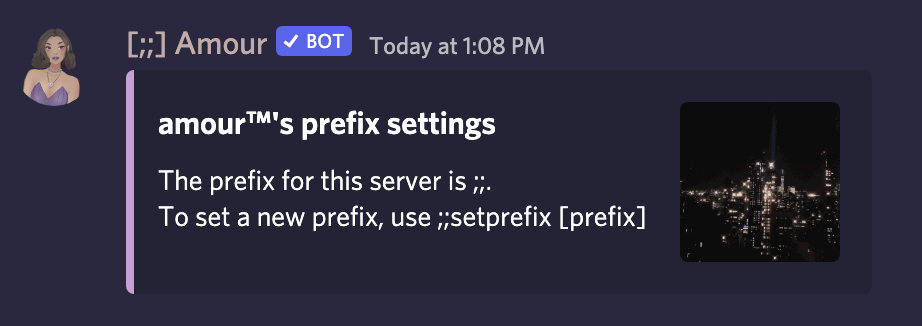 [;;] Amour ✓ BOT Today at 1:08 PM
amour™'s prefix settings
The prefix for this server is ;;.
To set a new prefix, use ;;setprefix [prefix]